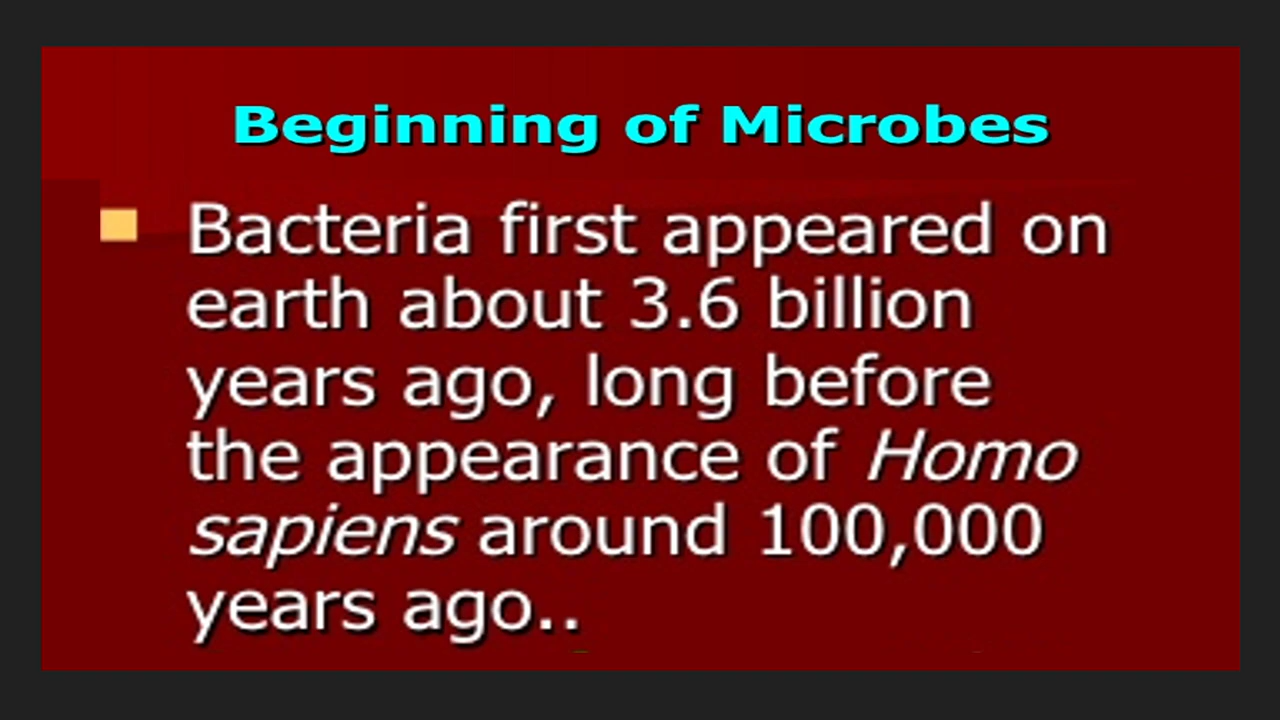 Beginning of Microbes
Bacteria first appeared on
earth about 3.6 billion
years ago, long before
the appearance of Homo
sapiens around 100,000
years ago..